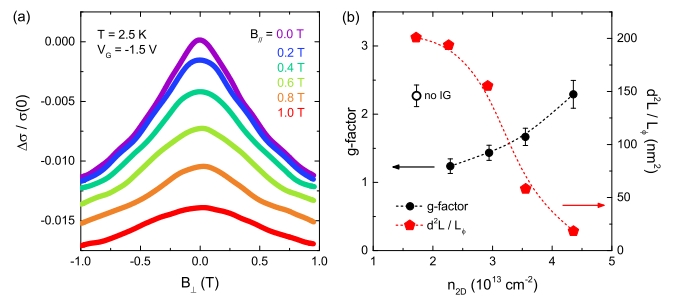 (a)
T = 2.5 K
V_G = -1.5 V
B_// = 0.0 T
0.2 T
0.4 T
0.6 T
0.8 T
1.0 T
0.000
-0.005
-0.010
-0.015
Δσ / σ(0)
-1.0 -0.5 0.0 0.5 1.0
B_⊥ (T)
(b)
3
2
1
0
g-factor
no IG
g-factor
d²L / L_ϕ
200
150
100
50
0
d²L / L_ϕ (nm²)
1 2 3 4 5
n_2D (10¹³ cm⁻²)